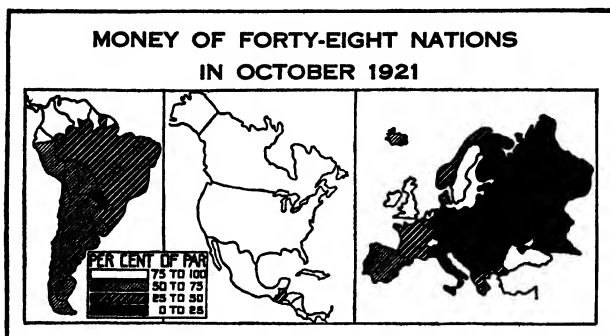 MONEY OF FORTY-EIGHT NATIONS
IN OCTOBER 1921
PER CENT OF PAR
75 TO 100
50 TO 75
25 TO 50
0 TO 25